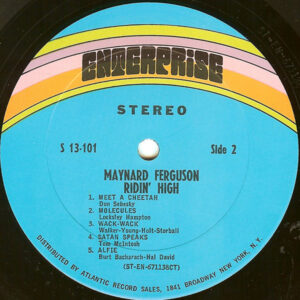 ENTERPRISE
STEREO
S 13-101
Side 2
MAYNARD FERGUSON
RIDIN' HIGH
1. MEET A CHEETAH
Don Sebesky
2. MOLECULES
Locksley Hampton
3. WACK-WACK
Walker-Young-Holt-Storball
4. SATAN SPEAKS
Tom McIntosh
5. ALFIE
Burt Bacharach-Hal David
(ST-EN-671138CT)
DISTRIBUTED BY ATLANTIC RECORD SALES, 1841 BROADWAY NEW YORK, N.Y.